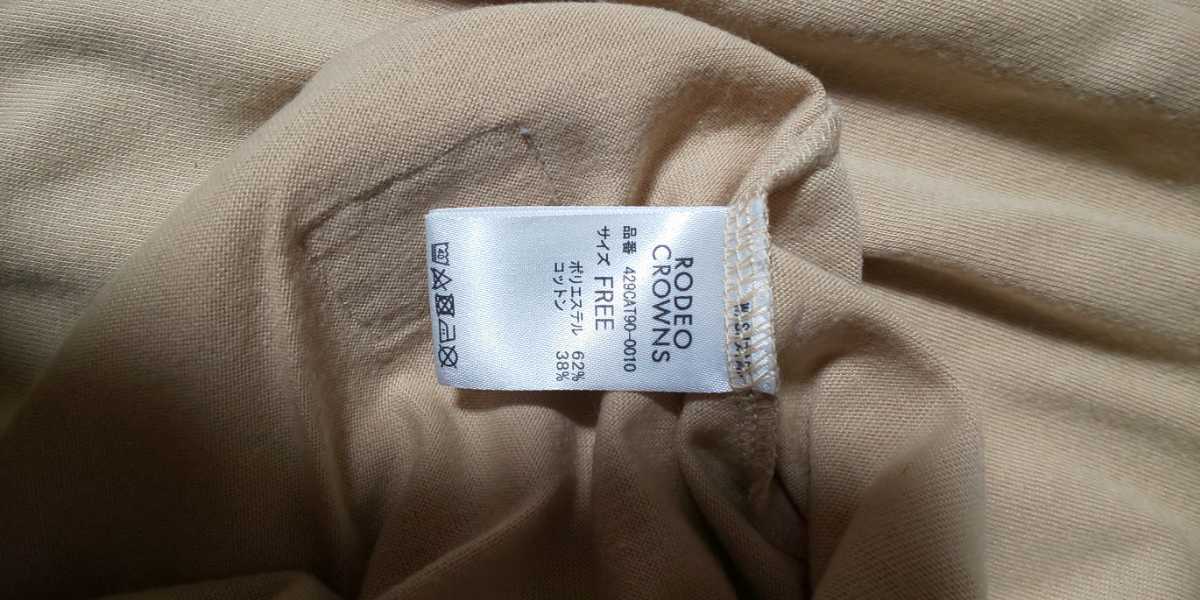 RODEO
CROWNS
品番 429CAT90-0010
サイズ FREE
ポリエステル 62%
コットン 38%
40